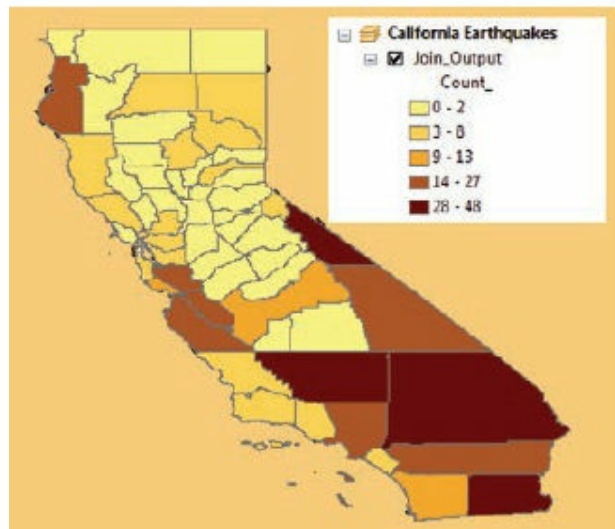 California Earthquakes
Join_Output
Count_
0 - 2
3 - 8
9 - 13
14 - 27
28 - 48